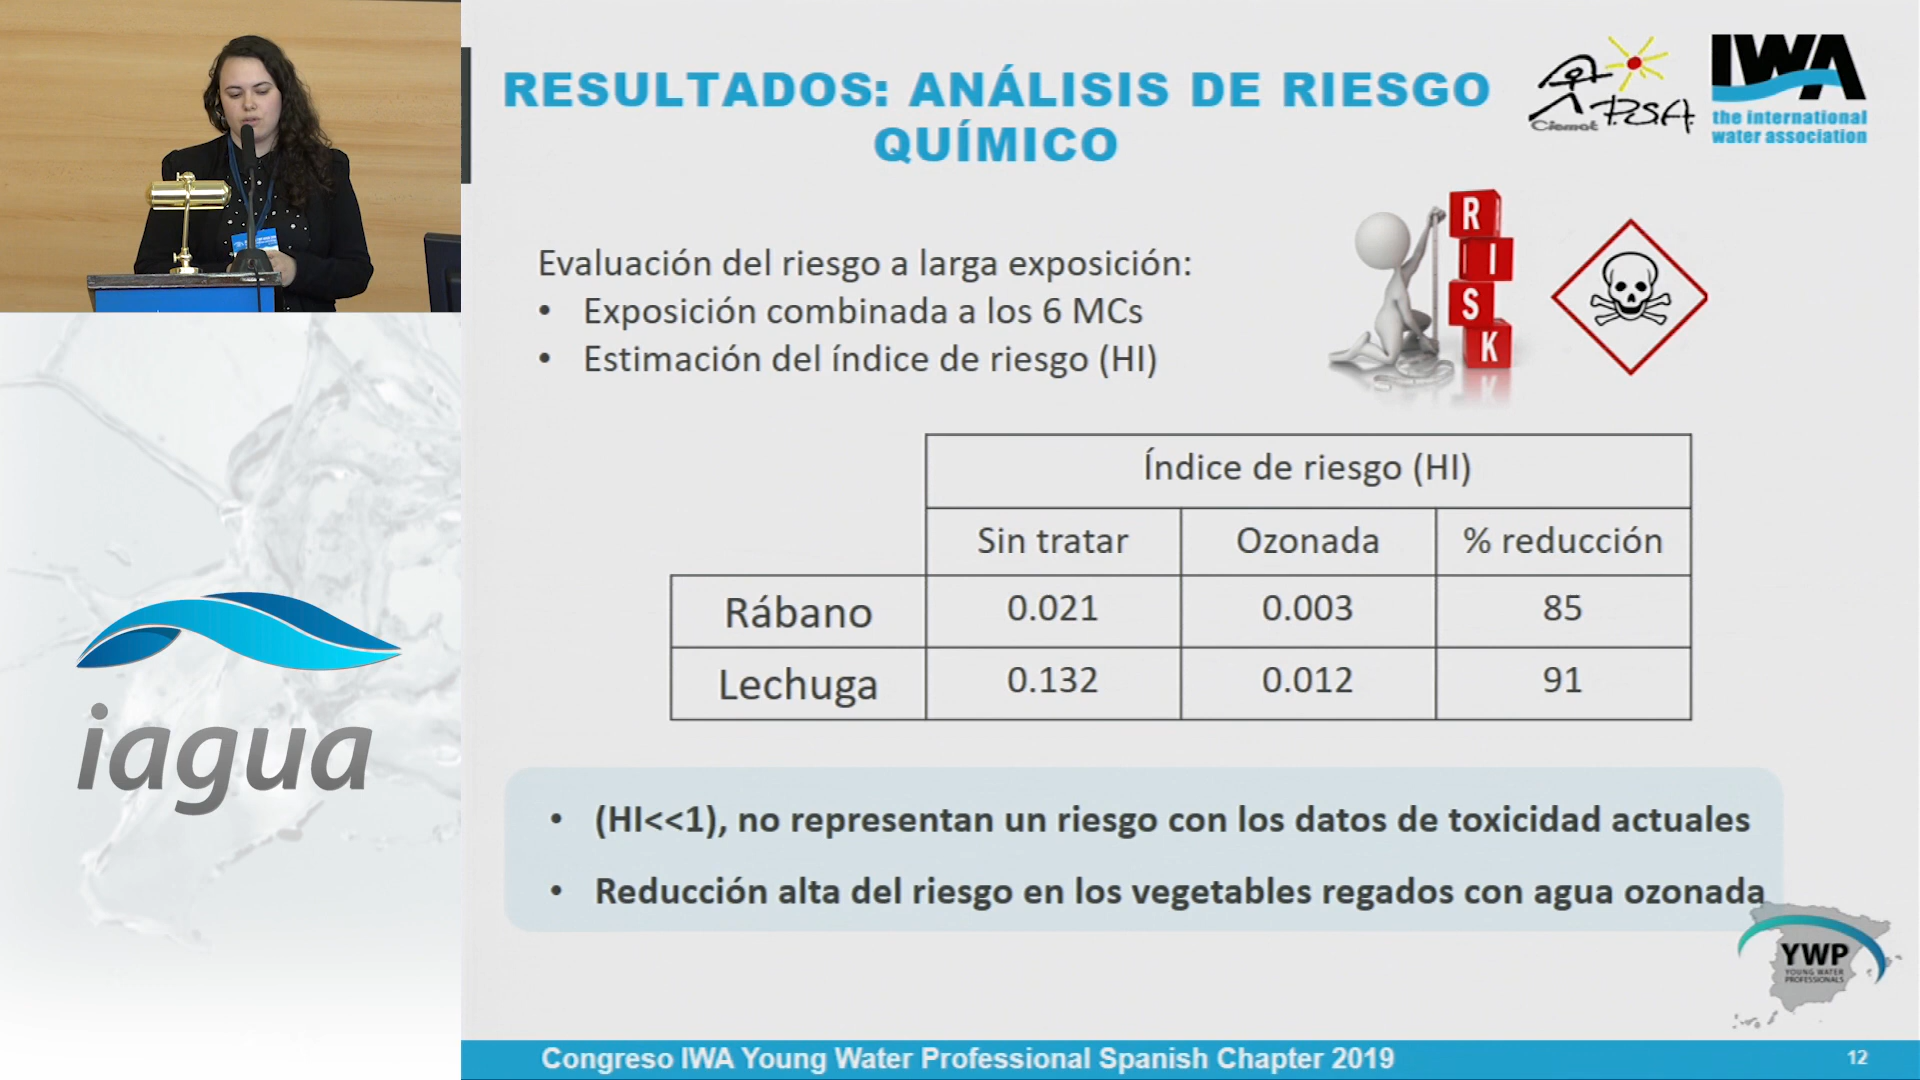 RESULTADOS: ANÁLISIS DE RIESGO
QUÍMICO
Ciemat PSA
IWA
the international
water association
Evaluación del riesgo a larga exposición:
• Exposición combinada a los 6 MCs
• Estimación del índice de riesgo (HI)
R
I
S
K
Índice de riesgo (HI)
Sin tratar Ozonada % reducción
Rábano 0.021 0.003 85
Lechuga 0.132 0.012 91
• (HI<<1), no representan un riesgo con los datos de toxicidad actuales
• Reducción alta del riesgo en los vegetables regados con agua ozonada
iagua
YWP
YOUNG WATER
PROFESSIONALS
Congreso IWA Young Water Professional Spanish Chapter 2019
12